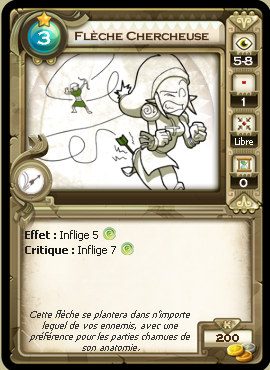 3
Flèche Chercheuse
5-8
1
Libre
0
Effet : Inflige 5
Critique : Inflige 7
Cette flèche se plantera dans n'importe
lequel de vos ennemis, avec une
préférence pour les parties charnues de
son anatomie.
K
200